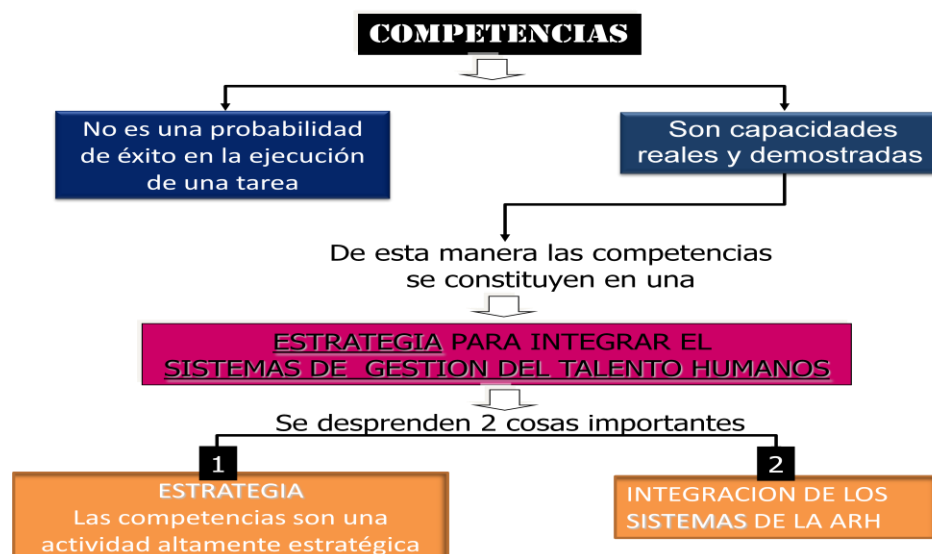 COMPETENCIAS
No es una probabilidad
de éxito en la ejecución
de una tarea
Son capacidades
reales y demostradas
De esta manera las competencias
se constituyen en una
ESTRATEGIA PARA INTEGRAR EL
SISTEMAS DE GESTION DEL TALENTO HUMANOS
Se desprenden 2 cosas importantes
1
ESTRATEGIA
Las competencias son una
actividad altamente estratégica
2
INTEGRACION DE LOS
SISTEMAS DE LA ARH